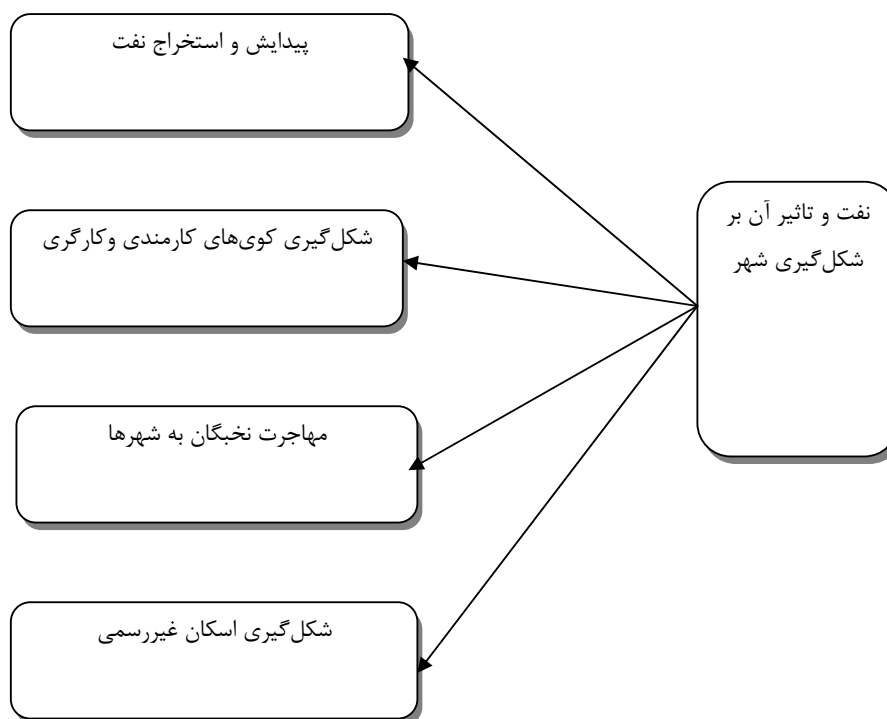 پیدایش و استخراج نفت
نفت و تاثیر آن بر
شکل‌گیری شهر
شکل‌گیری کوی‌های کارمندی وکارگری
مهاجرت نخبگان به شهرها
شکل‌گیری اسکان غیررسمی